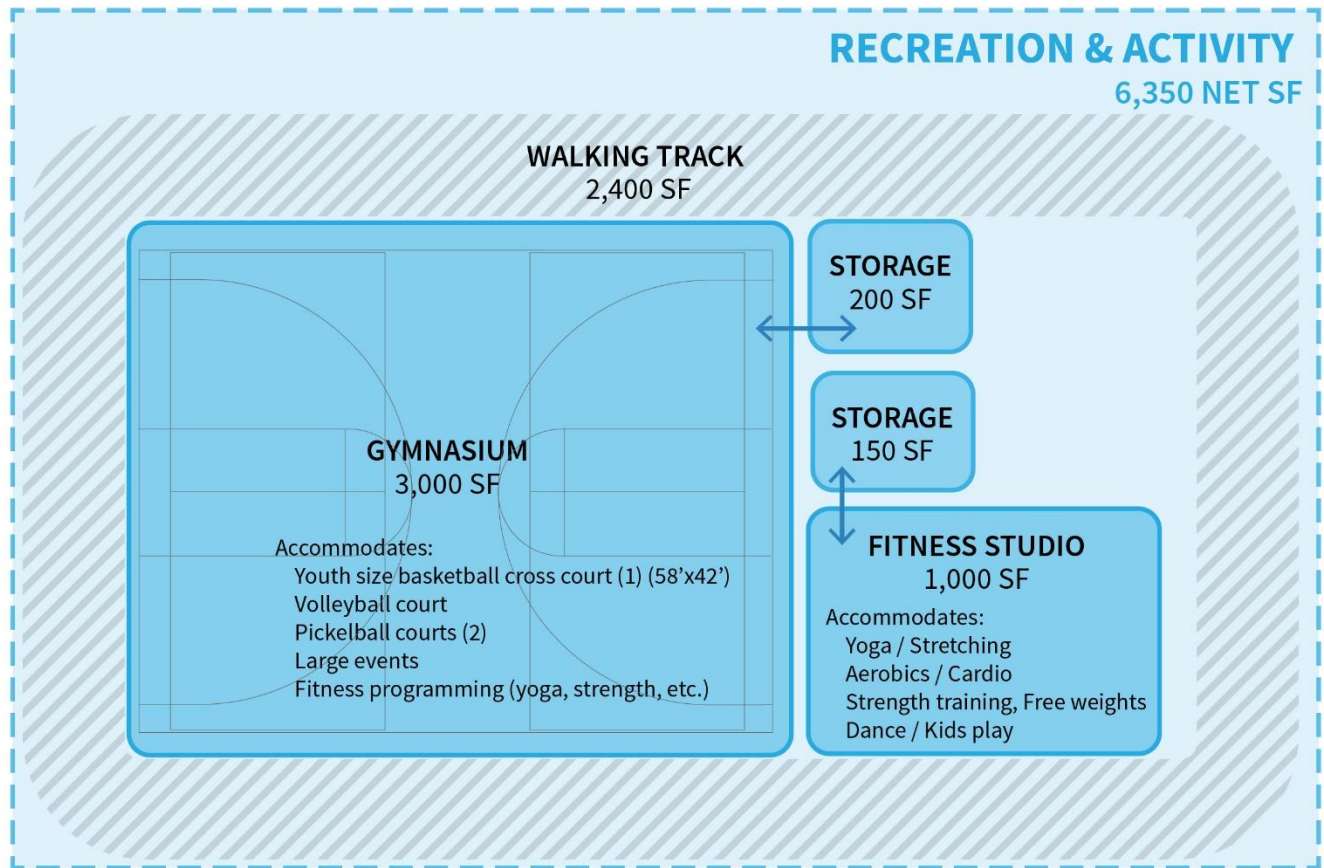 RECREATION & ACTIVITY
6,350 NET SF
WALKING TRACK
2,400 SF
GYMNASIUM
3,000 SF
Accommodates:
Youth size basketball cross court (1) (58’x42’)
Volleyball court
Pickelball courts (2)
Large events
Fitness programming (yoga, strength, etc.)
STORAGE
200 SF
STORAGE
150 SF
FITNESS STUDIO
1,000 SF
Accommodates:
Yoga / Stretching
Aerobics / Cardio
Strength training, Free weights
Dance / Kids play